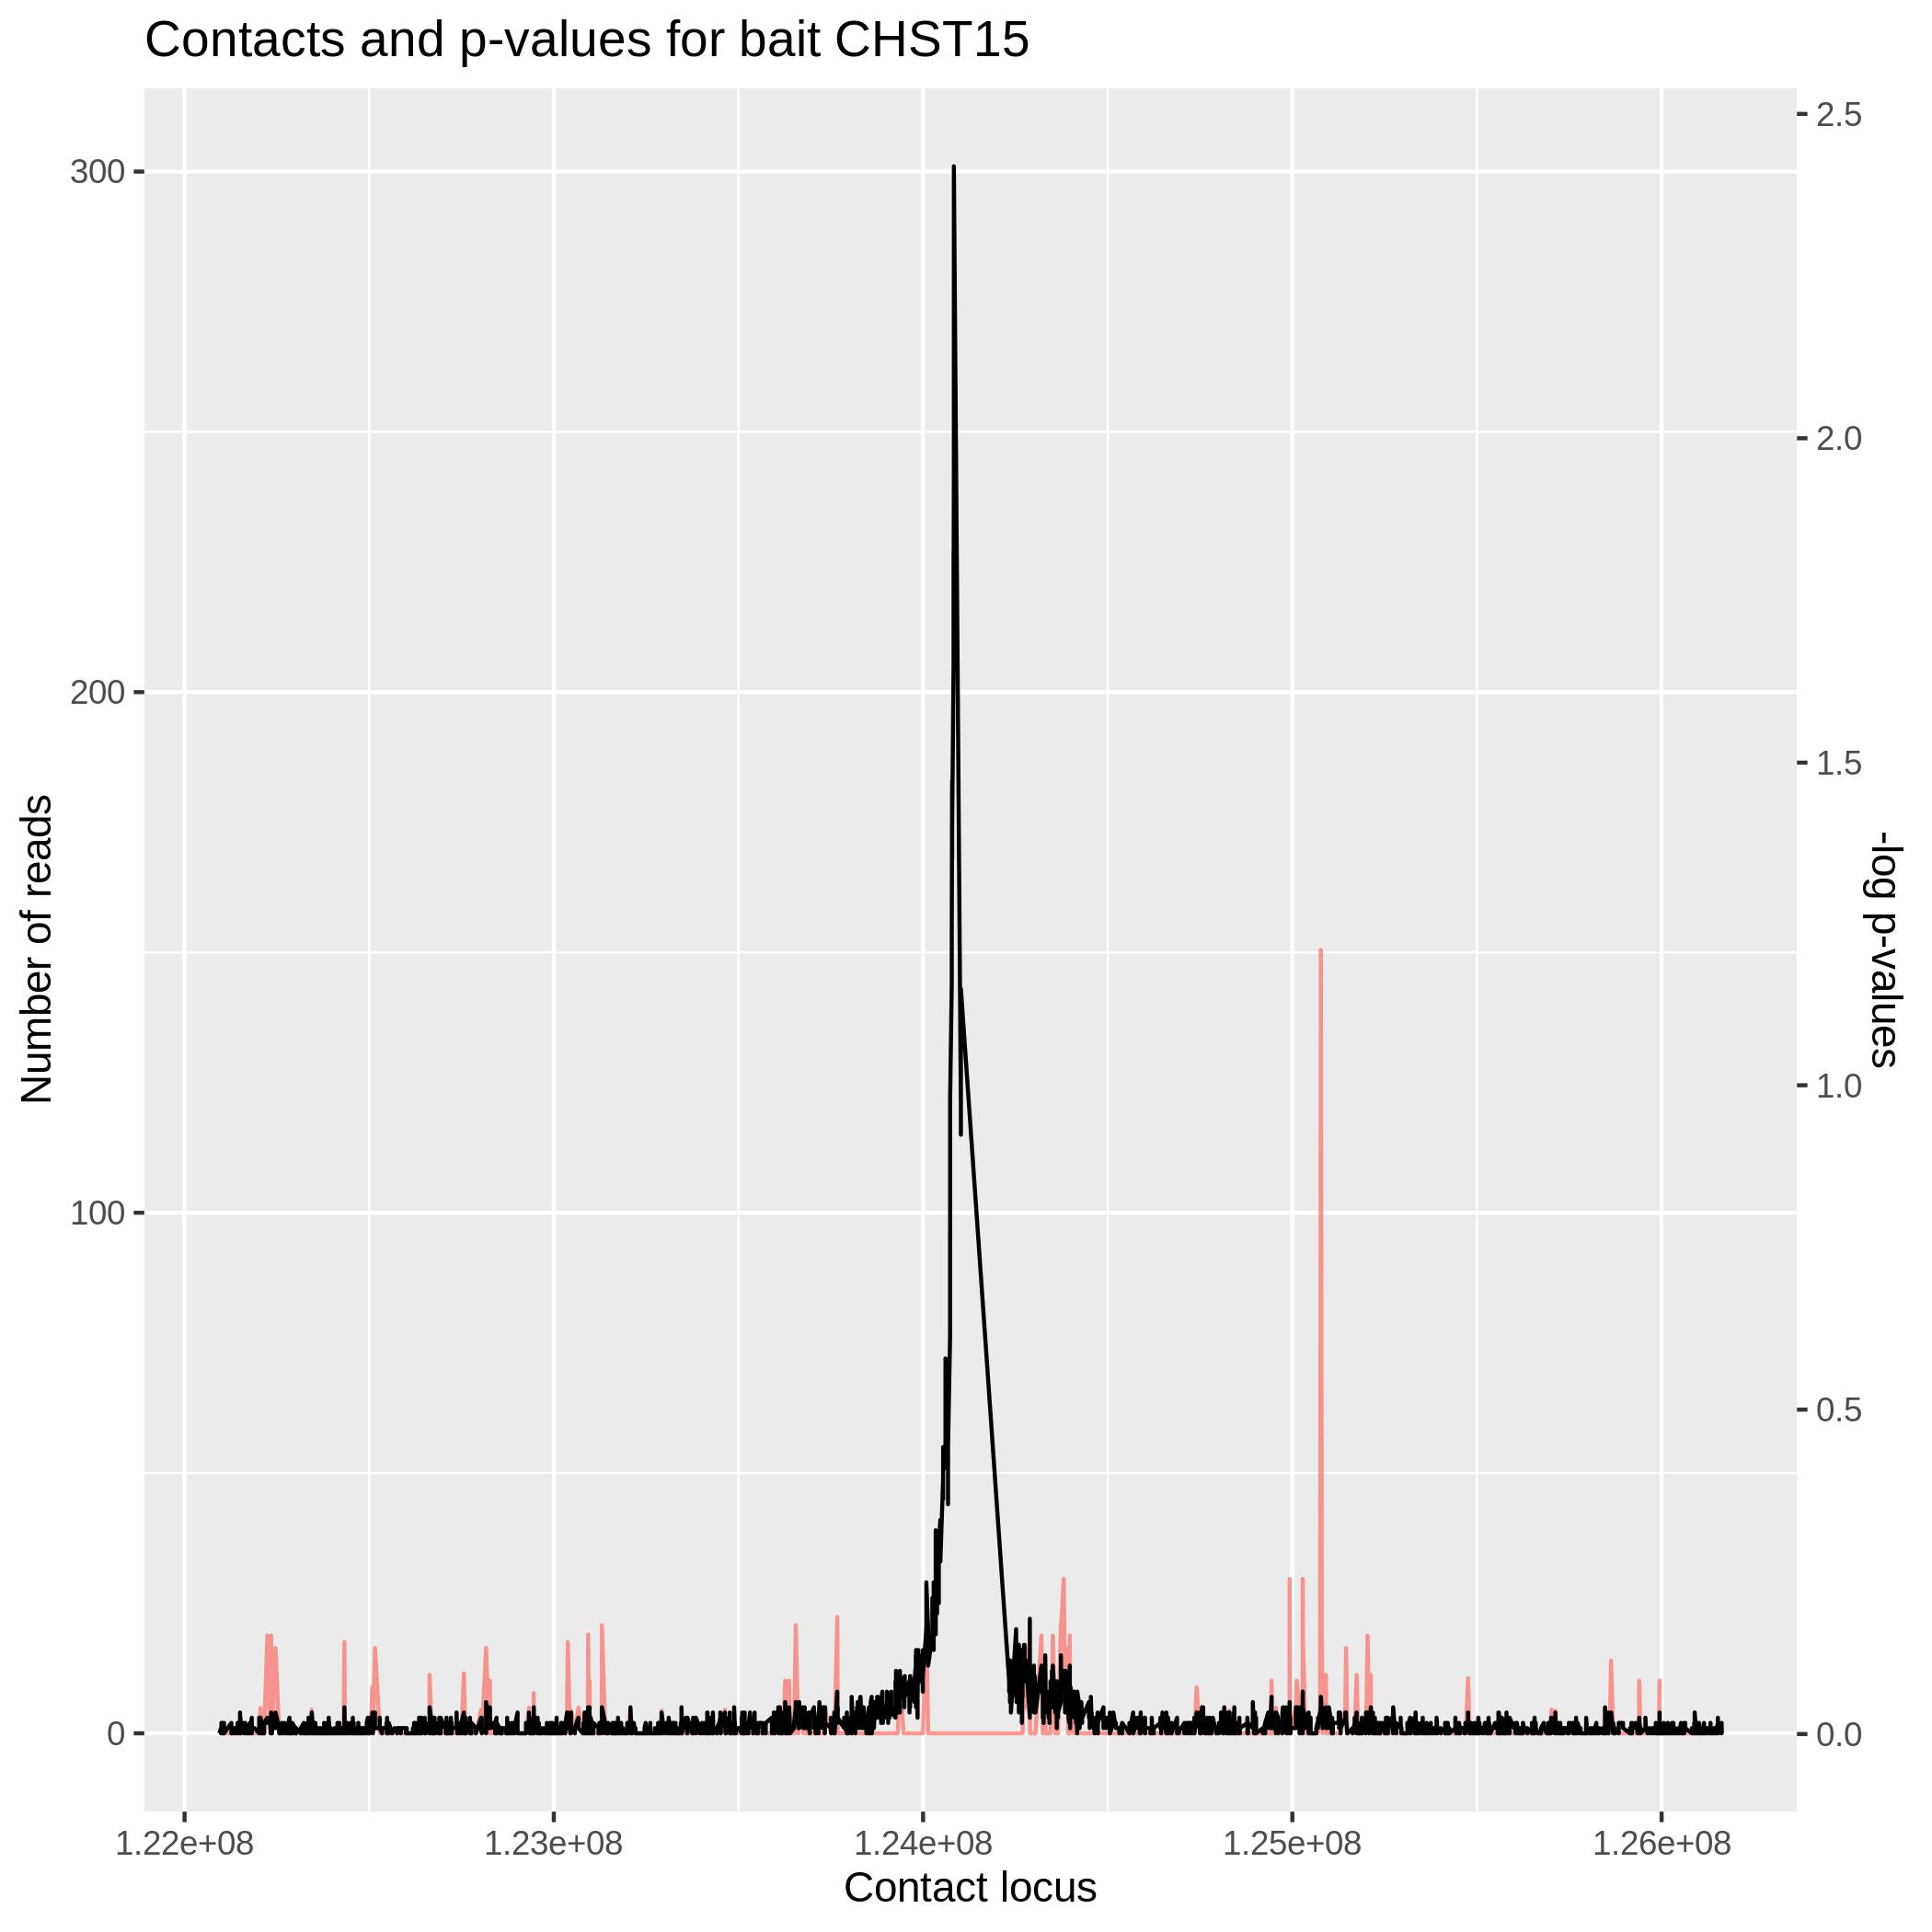 Contacts and p-values for bait CHST15
300
200
100
0
Number of reads
2.5
2.0
1.5
1.0
0.5
0.0
-log p-values
1.22e+08 1.23e+08 1.24e+08 1.25e+08 1.26e+08
Contact locus